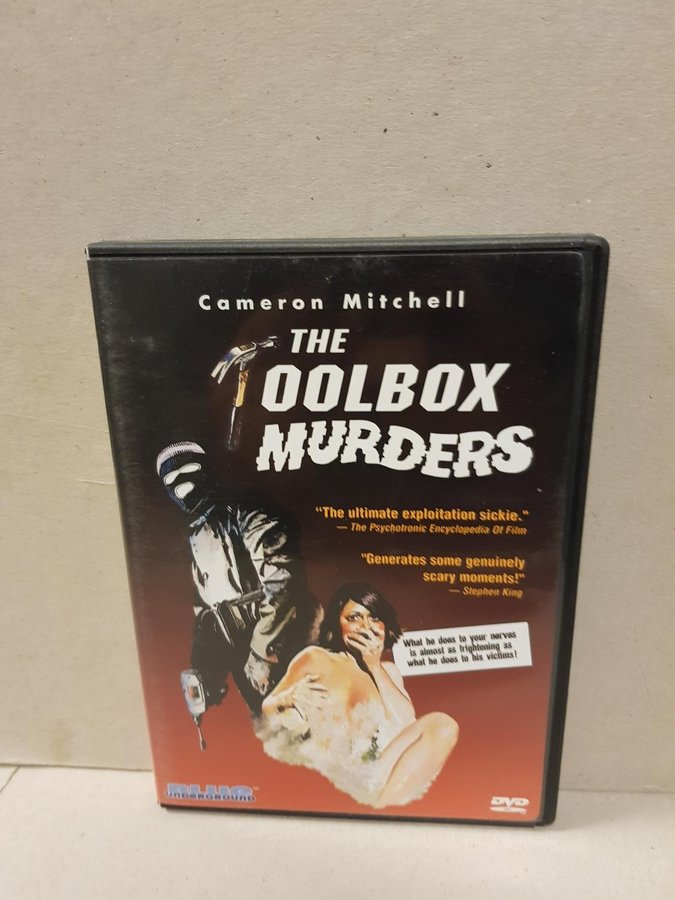 Cameron Mitchell
THE
TOOLBOX
MURDERS
"The ultimate exploitation sickie."
— The Psychotronic Encyclopedia Of Film
"Generates some genuinely
scary moments!"
— Stephen King
What he does to your nerves
is almost as frightening as
what he does to his victims!
BLUE
UNDERGROUND
DVD